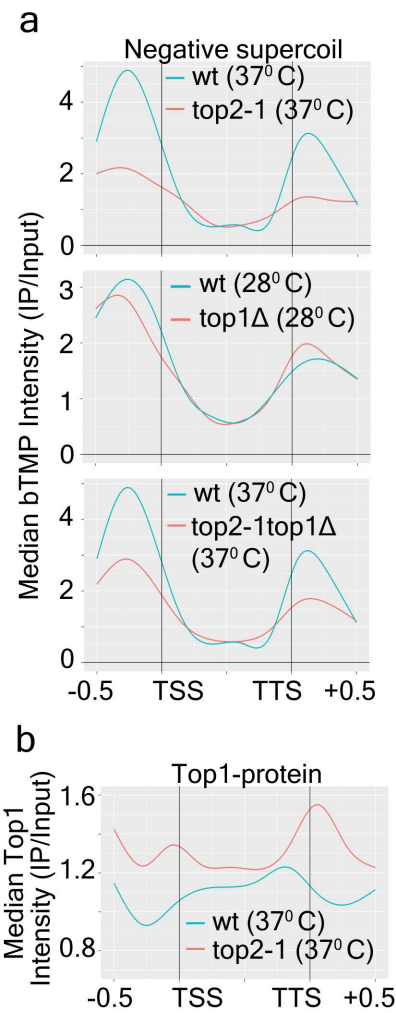 a
Negative supercoil
Median bTMP Intensity (IP/Input)
wt (37⁰ C)
top2-1 (37⁰ C)
4
2
0
wt (28⁰ C)
top1Δ (28⁰ C)
3
2
1
0
wt (37⁰ C)
top2-1top1Δ
(37⁰ C)
4
2
0
-0.5 TSS TTS +0.5
b
Top1-protein
Median Top1
Intensity (IP/Input)
1.6
1.2
0.8
wt (37⁰ C)
top2-1 (37⁰ C)
-0.5 TSS TTS +0.5